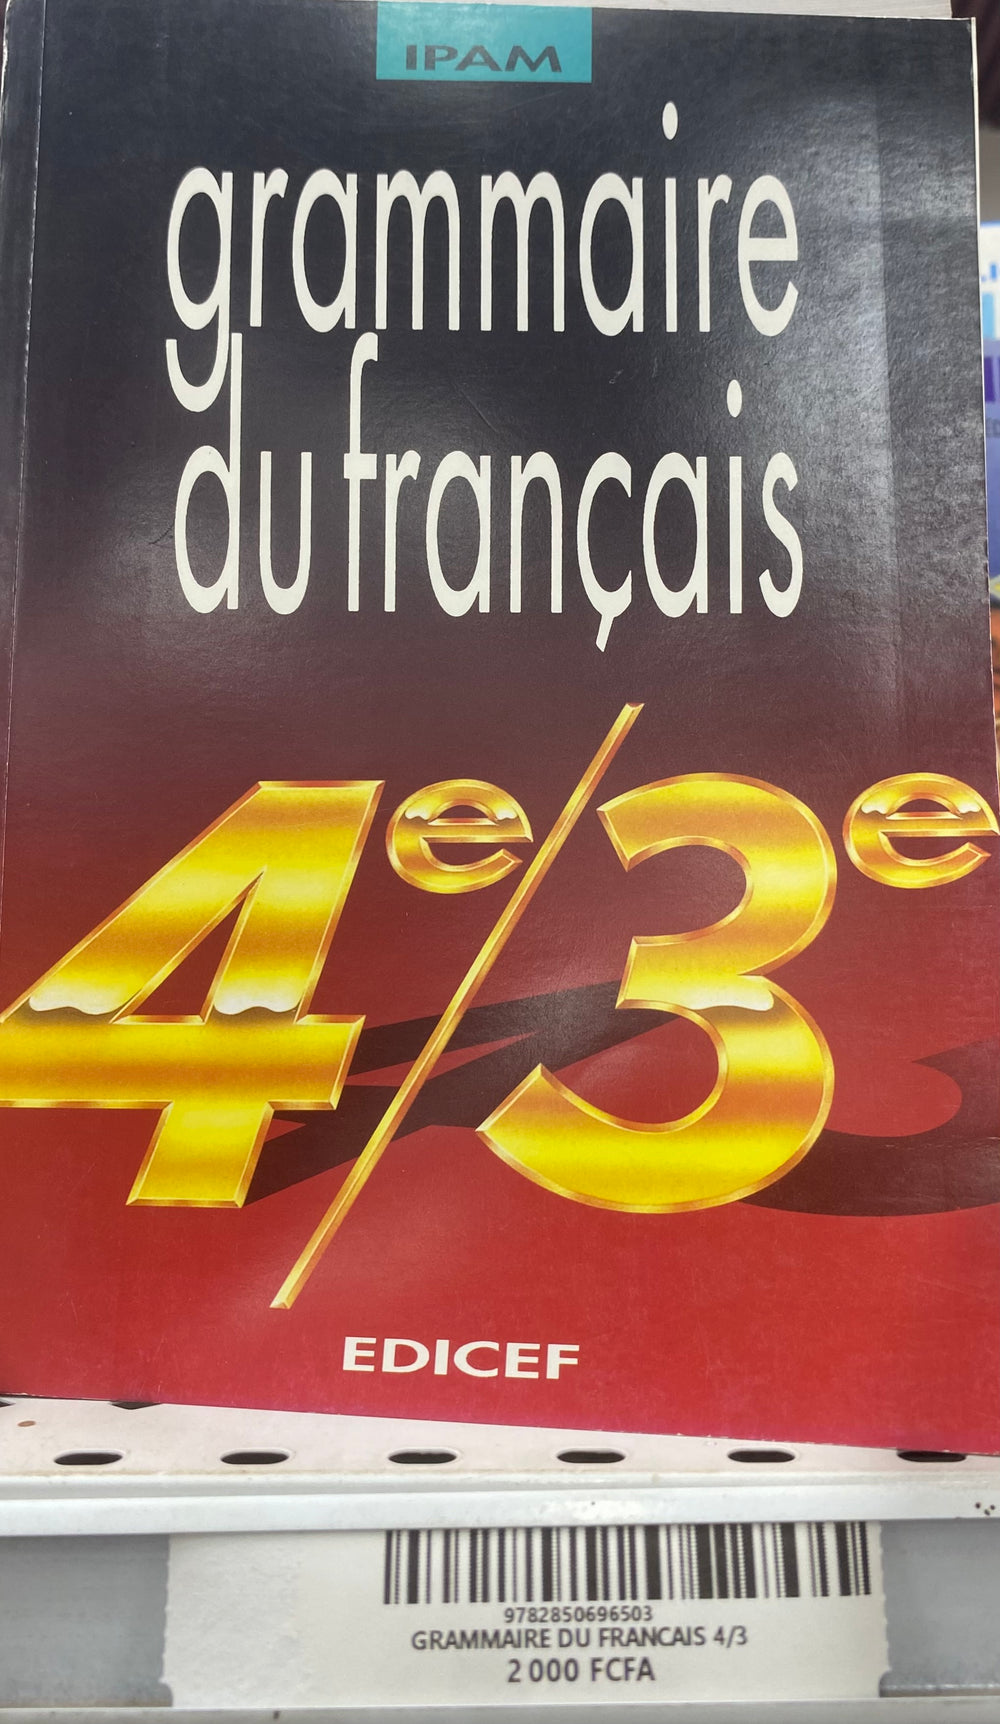 IPAM
grammaire
du français
4e/3e
EDICEF
9782850696503
GRAMMAIRE DU FRANCAIS 4/3
2 000 FCFA